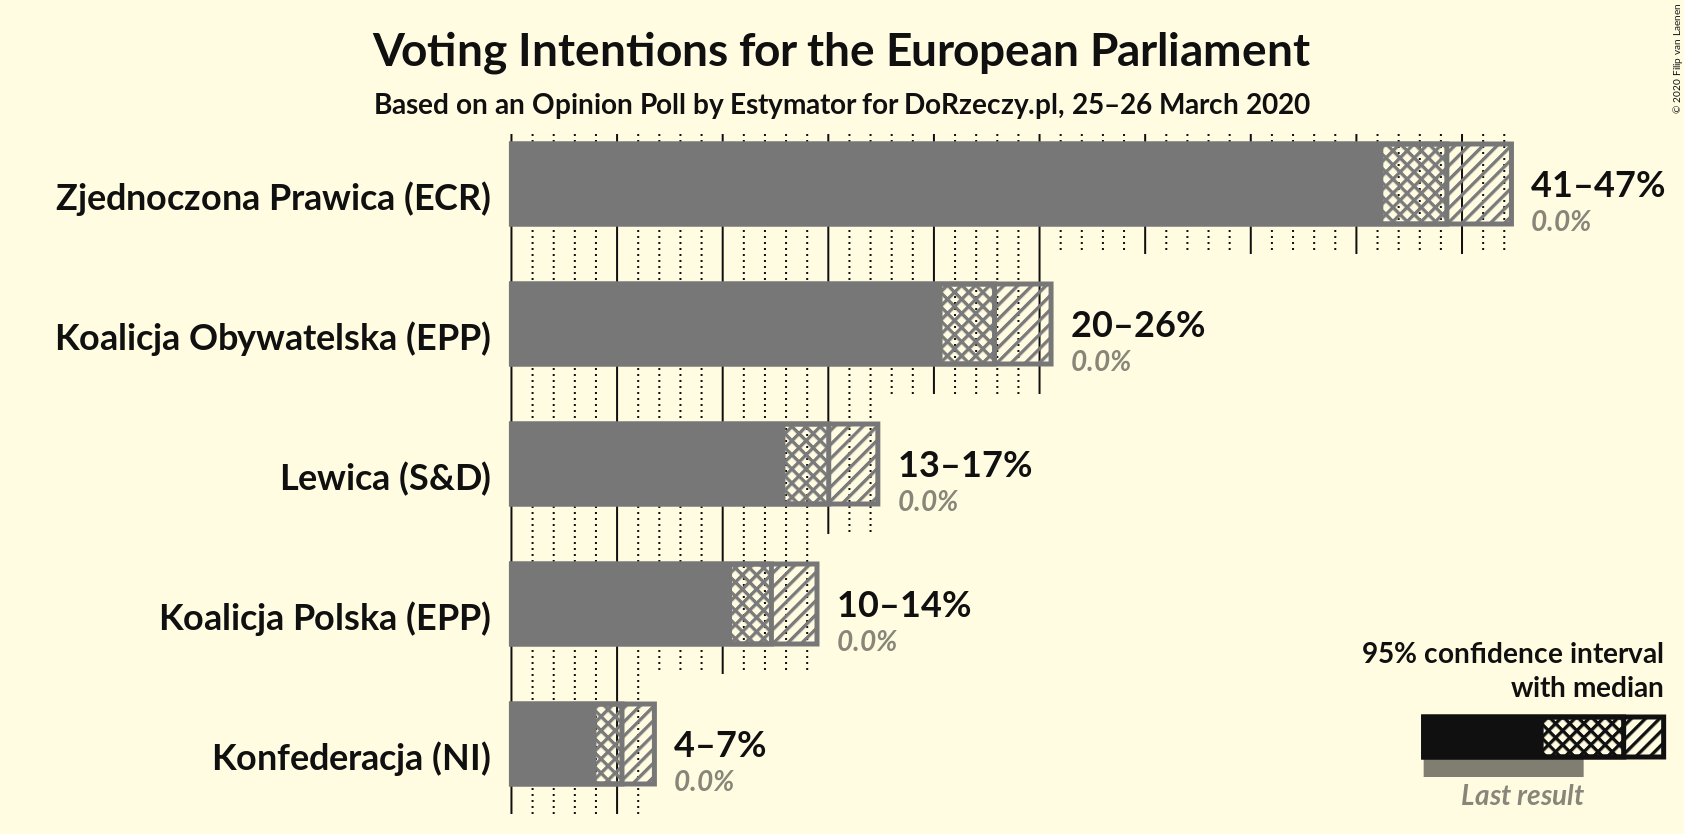 Voting Intentions for the European Parliament
Based on an Opinion Poll by Estymator for DoRzeczy.pl, 25–26 March 2020
© 2020 Filip van Laenen
Zjednoczona Prawica (ECR)
41–47%
0.0%
Koalicja Obywatelska (EPP)
20–26%
0.0%
Lewica (S&D)
13–17%
0.0%
Koalicja Polska (EPP)
10–14%
0.0%
Konfederacja (NI)
4–7%
0.0%
95% confidence interval
with median
Last result